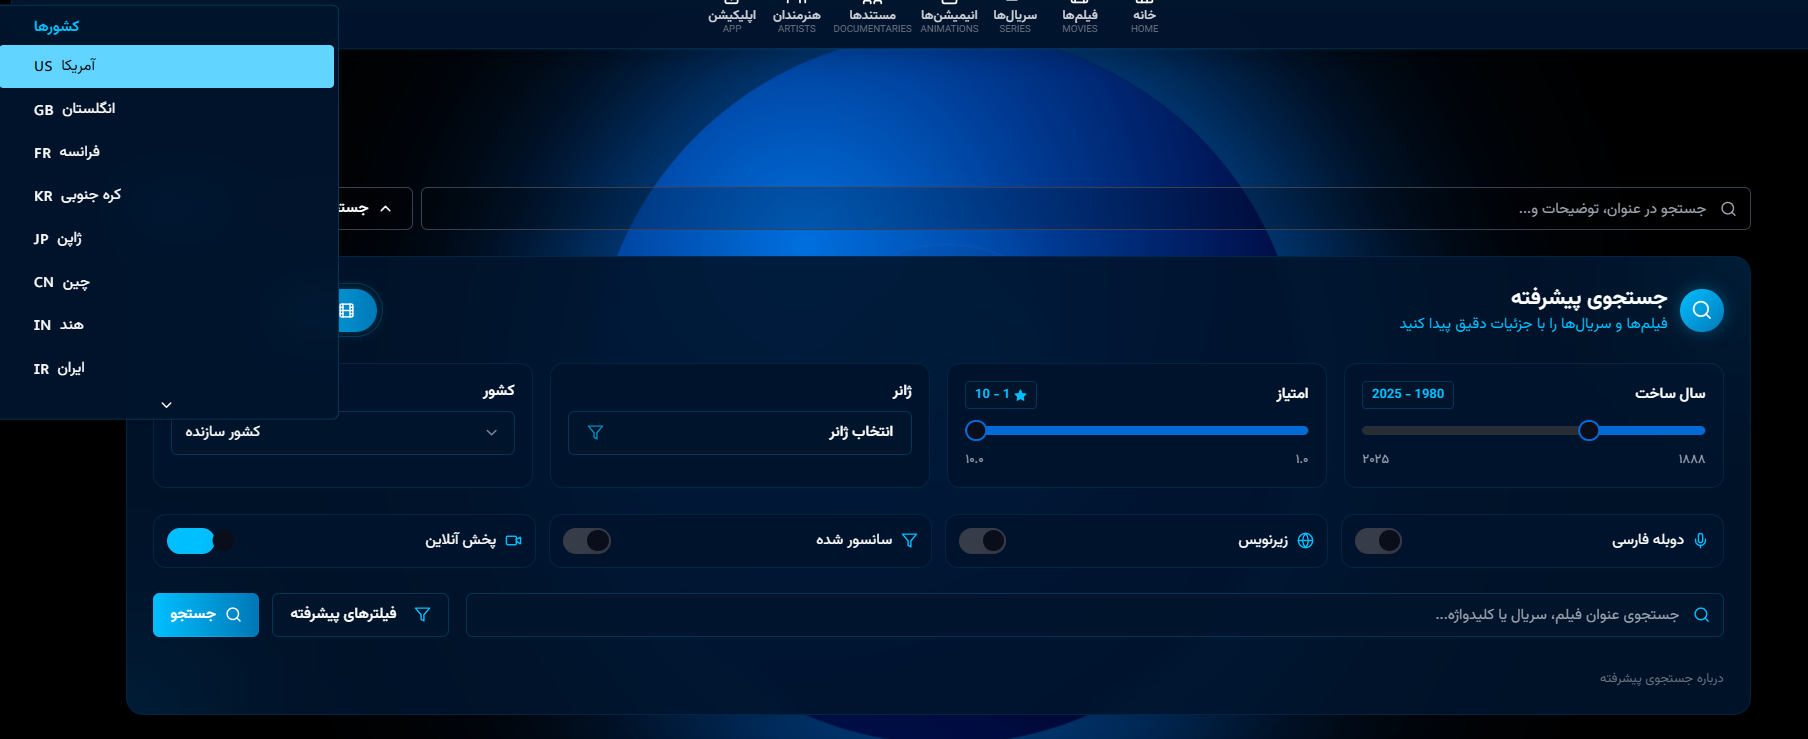 خانه
HOME
فیلم‌ها
MOVIES
سریال‌ها
SERIES
انیمیشن‌ها
ANIMATIONS
مستندها
DOCUMENTARIES
هنرمندان
ARTISTS
اپلیکیشن
APP
کشورها
آمریکا US
انگلستان GB
فرانسه FR
کره جنوبی KR
ژاپن JP
چین CN
هند IN
ایران IR
جستجو در عنوان، توضیحات و...
جستجوی پیشرفته
فیلم‌ها و سریال‌ها را با جزئیات دقیق پیدا کنید
سال ساخت
1980 - 2025
۱۸۸۸
۲۰۲۵
امتیاز
1 - 10
۱.۰
۱۰.۰
ژانر
انتخاب ژانر
کشور
کشور سازنده
دوبله فارسی
زیرنویس
سانسور شده
پخش آنلاین
جستجوی عنوان فیلم، سریال یا کلیدواژه...
فیلترهای پیشرفته
جستجو
درباره جستجوی پیشرفته